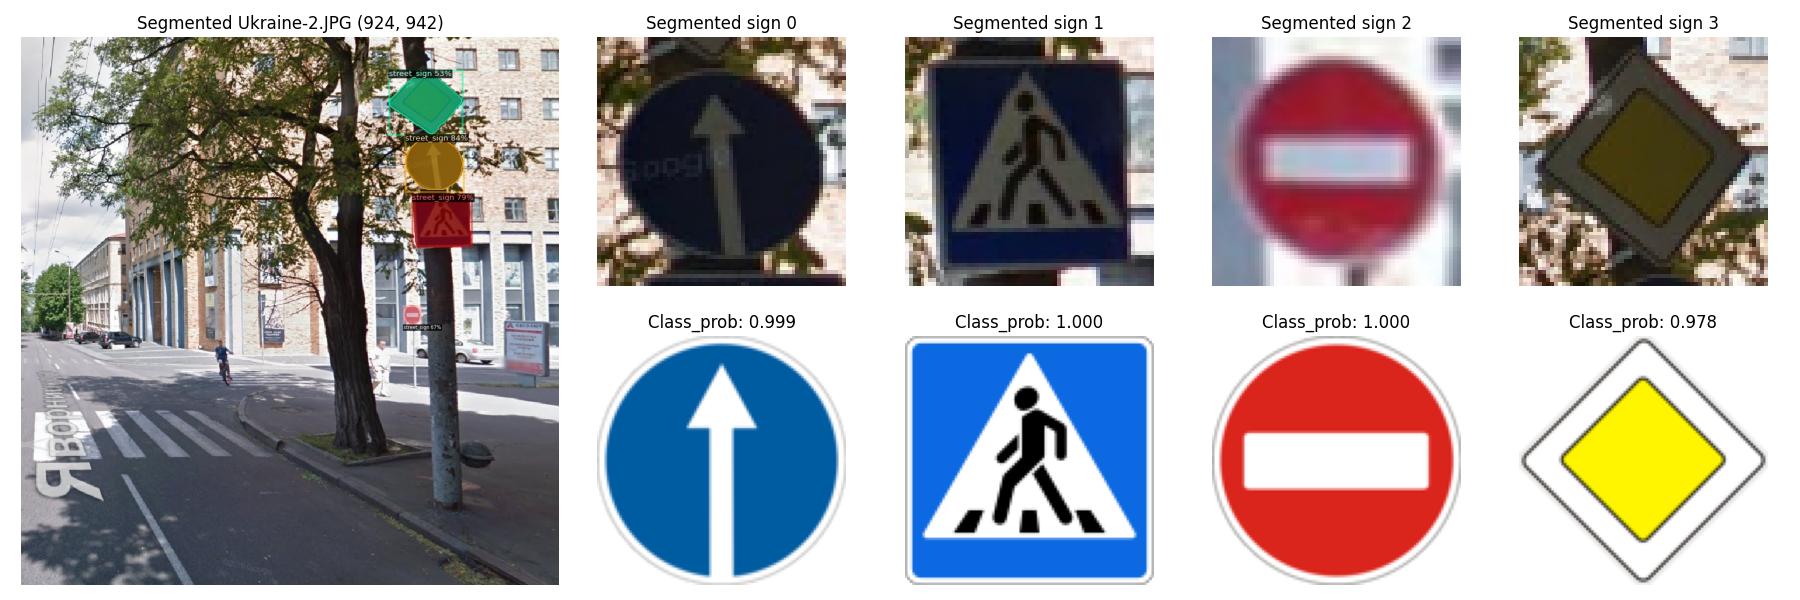 Segmented Ukraine-2.JPG (924, 942)
Segmented sign 0
Segmented sign 1
Segmented sign 2
Segmented sign 3
street_sign 53%
street_sign 84%
street_sign 79%
street_sign 67%
Google
Class_prob: 0.999
Class_prob: 1.000
Class_prob: 1.000
Class_prob: 0.978